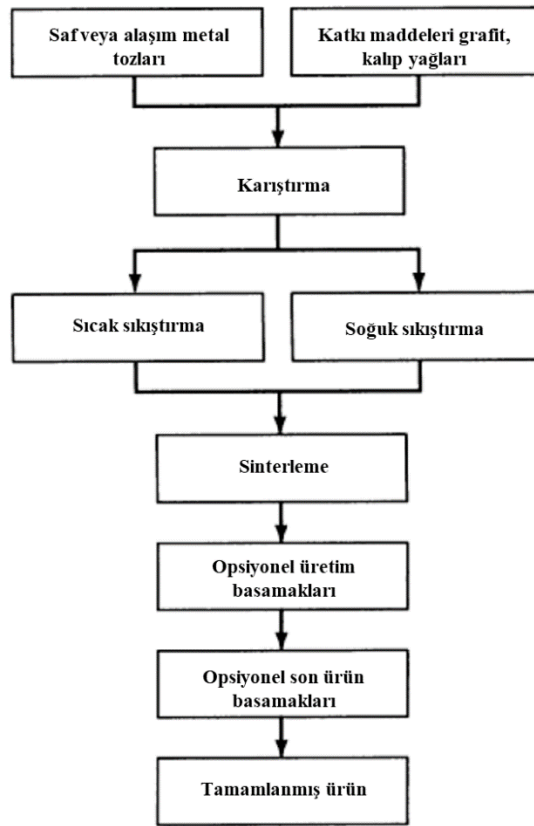 Saf veya alaşım metal
tozları
Katkı maddeleri grafit,
kalıp yağları
Karıştırma
Sıcak sıkıştırma
Soğuk sıkıştırma
Sinterleme
Opsiyonel üretim
basamakları
Opsiyonel son ürün
basamakları
Tamamlanmış ürün